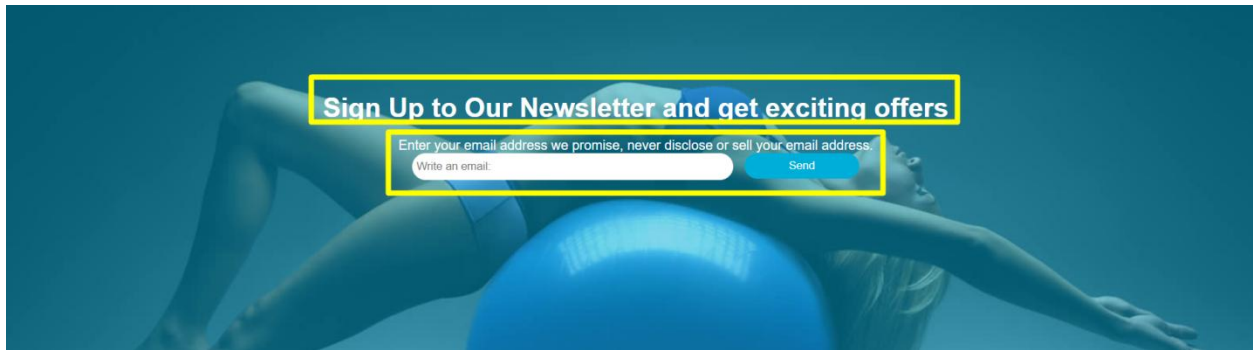 Sign Up to Our Newsletter and get exciting offers
Enter your email address we promise, never disclose or sell your email address.
Write an email:
Send